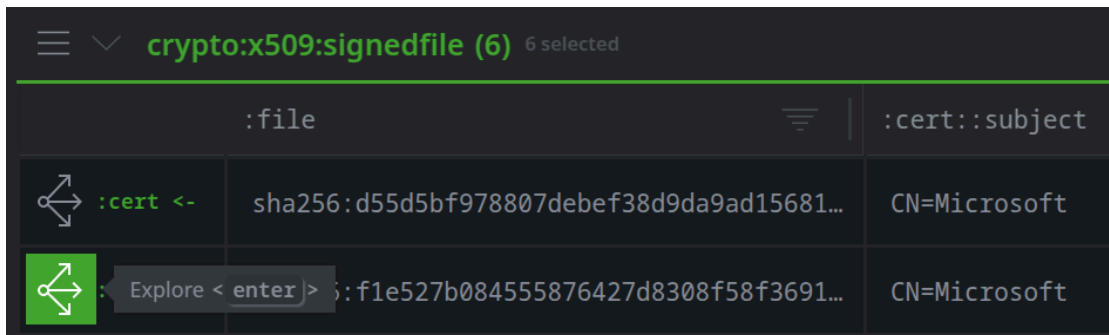 crypto:x509:signedfile (6) 6 selected
:file :cert::subject
:cert <- sha256:d55d5bf978807debef38d9da9ad15681… CN=Microsoft
: Explore <enter> 5:f1e527b084555876427d8308f58f3691… CN=Microsoft